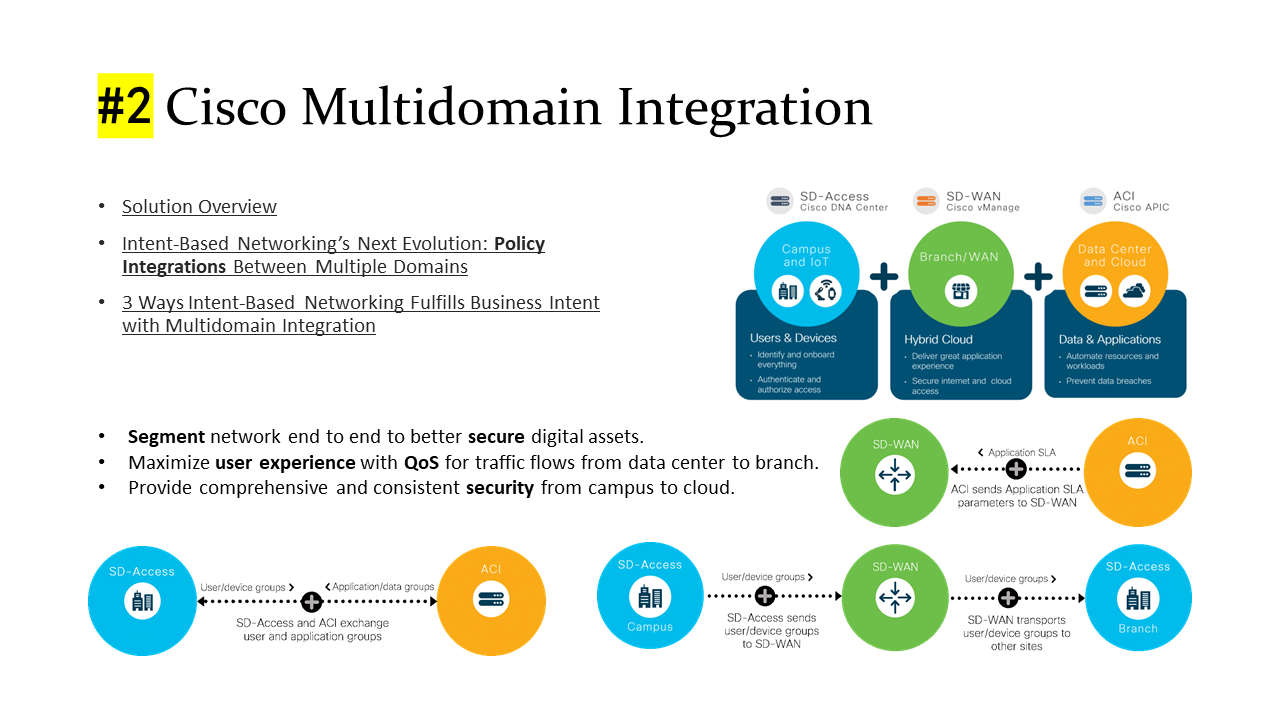 #2 Cisco Multidomain Integration
• Solution Overview
• Intent-Based Networking’s Next Evolution: Policy
Integrations Between Multiple Domains
• 3 Ways Intent-Based Networking Fulfills Business Intent
with Multidomain Integration
SD-Access
Cisco DNA Center
SD-WAN
Cisco vManage
ACI
Cisco APIC
Campus
and IoT
Branch/WAN
Data Center
and Cloud
Users & Devices
• Identify and onboard
everything
• Authenticate and
authorize access
Hybrid Cloud
• Deliver great application
experience
• Secure internet and cloud
access
Data & Applications
• Automate resources and
workloads
• Prevent data breaches
• Segment network end to end to better secure digital assets.
• Maximize user experience with QoS for traffic flows from data center to branch.
• Provide comprehensive and consistent security from campus to cloud.
SD-WAN
< Application SLA
ACI sends Application SLA
parameters to SD-WAN
ACI
SD-Access
User/device groups >
< Application/data groups
SD-Access and ACI exchange
user and application groups
ACI
SD-Access
Campus
User/device groups >
SD-Access sends
user/device groups
to SD-WAN
SD-WAN
User/device groups >
SD-WAN transports
user/device groups to
other sites
SD-Access
Branch